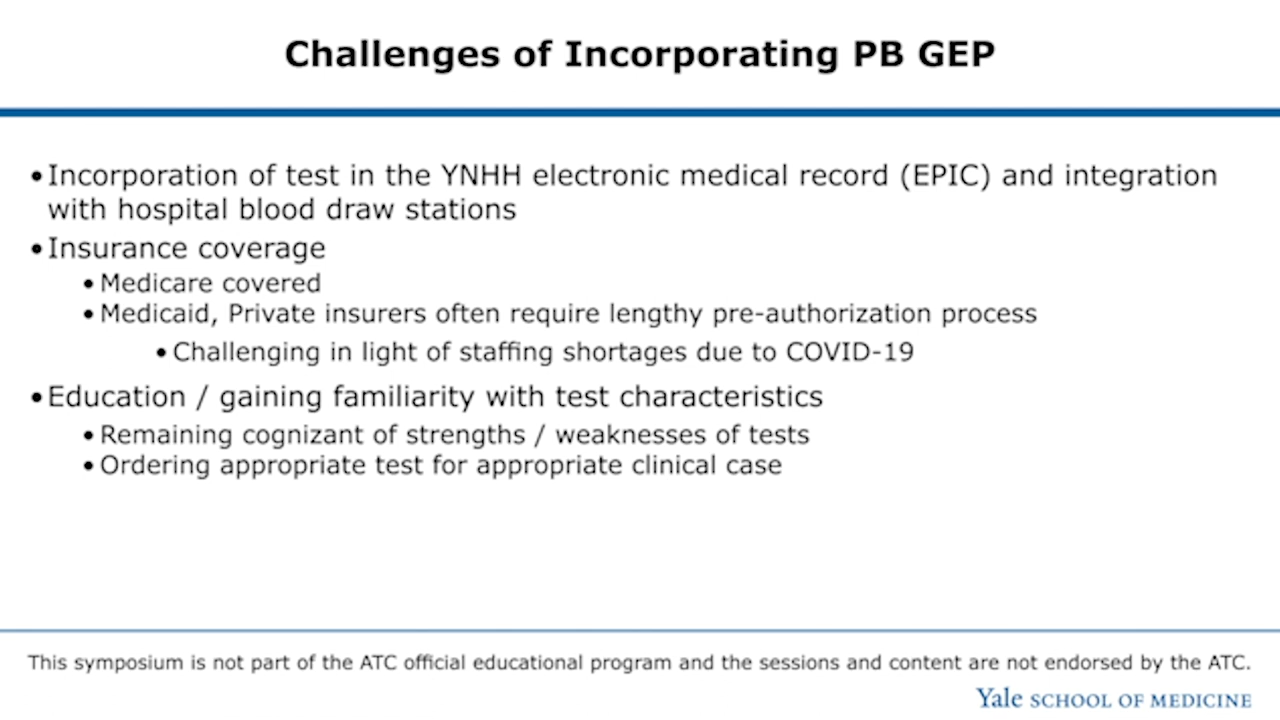 Challenges of Incorporating PB GEP
• Incorporation of test in the YNHH electronic medical record (EPIC) and integration
with hospital blood draw stations
• Insurance coverage
• Medicare covered
• Medicaid, Private insurers often require lengthy pre-authorization process
• Challenging in light of staffing shortages due to COVID-19
• Education / gaining familiarity with test characteristics
• Remaining cognizant of strengths / weaknesses of tests
• Ordering appropriate test for appropriate clinical case
This symposium is not part of the ATC official educational program and the sessions and content are not endorsed by the ATC.
Yale SCHOOL OF MEDICINE